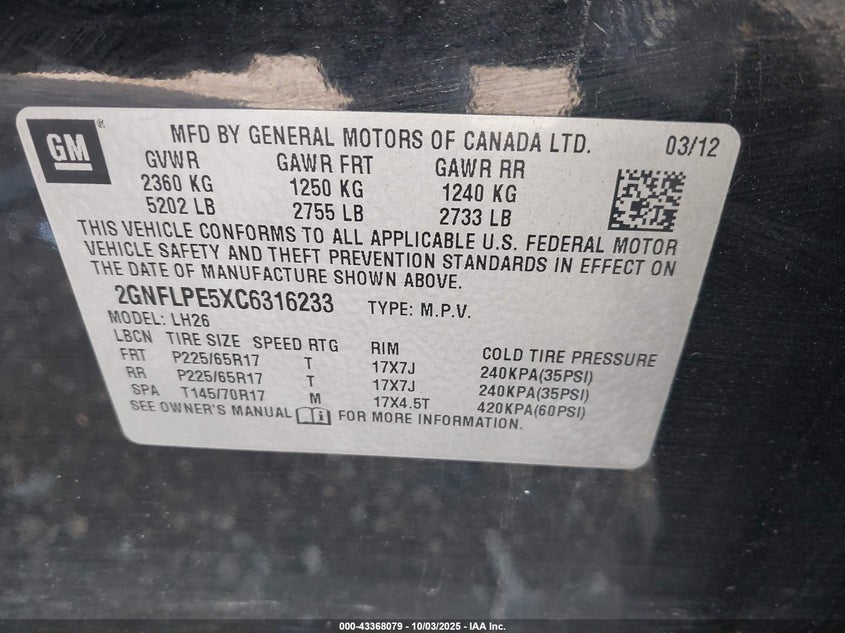 GM ® MFD BY GENERAL MOTORS OF CANADA LTD. 03/12
GVWR GAWR FRT GAWR RR
2360 KG 1250 KG 1240 KG
5202 LB 2755 LB 2733 LB
THIS VEHICLE CONFORMS TO ALL APPLICABLE U.S. FEDERAL MOTOR
VEHICLE SAFETY AND THEFT PREVENTION STANDARDS IN EFFECT ON
THE DATE OF MANUFACTURE SHOWN ABOVE.
2GNFLPE5XC6316233 TYPE: M.P.V.
MODEL: LH26
LBCN TIRE SIZE SPEED RTG RIM COLD TIRE PRESSURE
FRT P225/65R17 T 17X7J 240KPA(35PSI)
RR P225/65R17 T 17X7J 240KPA(35PSI)
SPA T145/70R17 M 17X4.5T 420KPA(60PSI)
SEE OWNER'S MANUAL FOR MORE INFORMATION.
000-43368079 - 10/03/2025 - IAA Inc.